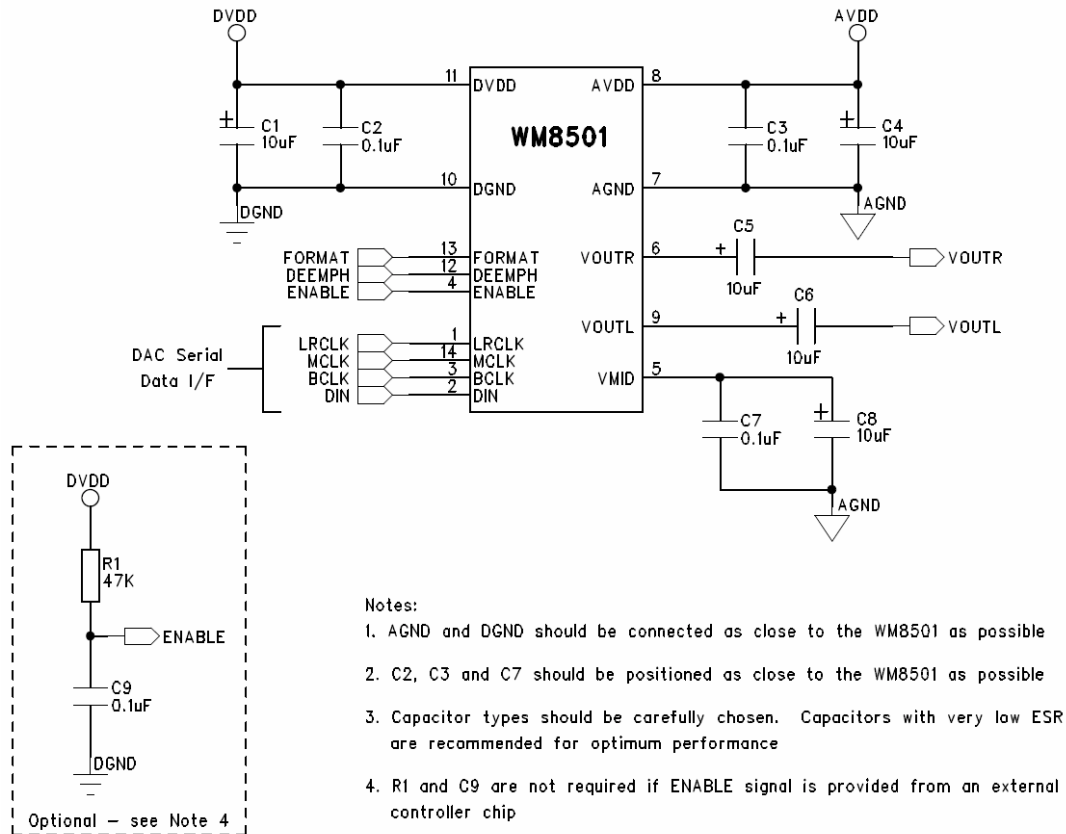 DVDD
AVDD
11
DVDD
AVDD
8
WM8501
+
C1
10uF
C2
0.1uF
C3
0.1uF
+
C4
10uF
10
DGND
AGND
7
DGND
AGND
FORMAT
13
FORMAT
DEEMPH
12
DEEMPH
ENABLE
4
ENABLE
VOUTR
6
+
C5
10uF
VOUTR
VOUTL
9
+
C6
10uF
VOUTL
DAC Serial
Data I/F
LRCLK
1
LRCLK
MCLK
14
MCLK
BCLK
3
BCLK
DIN
2
DIN
VMID
5
C7
0.1uF
+
C8
10uF
AGND
DVDD
R1
47K
ENABLE
C9
0.1uF
DGND
Optional – see Note 4
Notes:
1. AGND and DGND should be connected as close to the WM8501 as possible
2. C2, C3 and C7 should be positioned as close to the WM8501 as possible
3. Capacitor types should be carefully chosen. Capacitors with very low ESR
are recommended for optimum performance
4. R1 and C9 are not required if ENABLE signal is provided from an external
controller chip